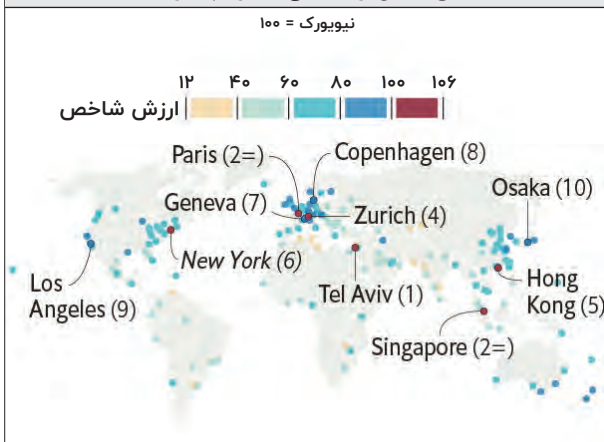 نیویورک = ۱۰۰
۱۲ ۴۰ ۶۰ ۸۰ ۱۰۰ ۱۰۶
ارزش شاخص
Paris (2=)
Copenhagen (8)
Geneva (7)
Zurich (4)
Osaka (10)
New York (6)
Los
Angeles (9)
Tel Aviv (1)
Hong
Kong (5)
Singapore (2=)